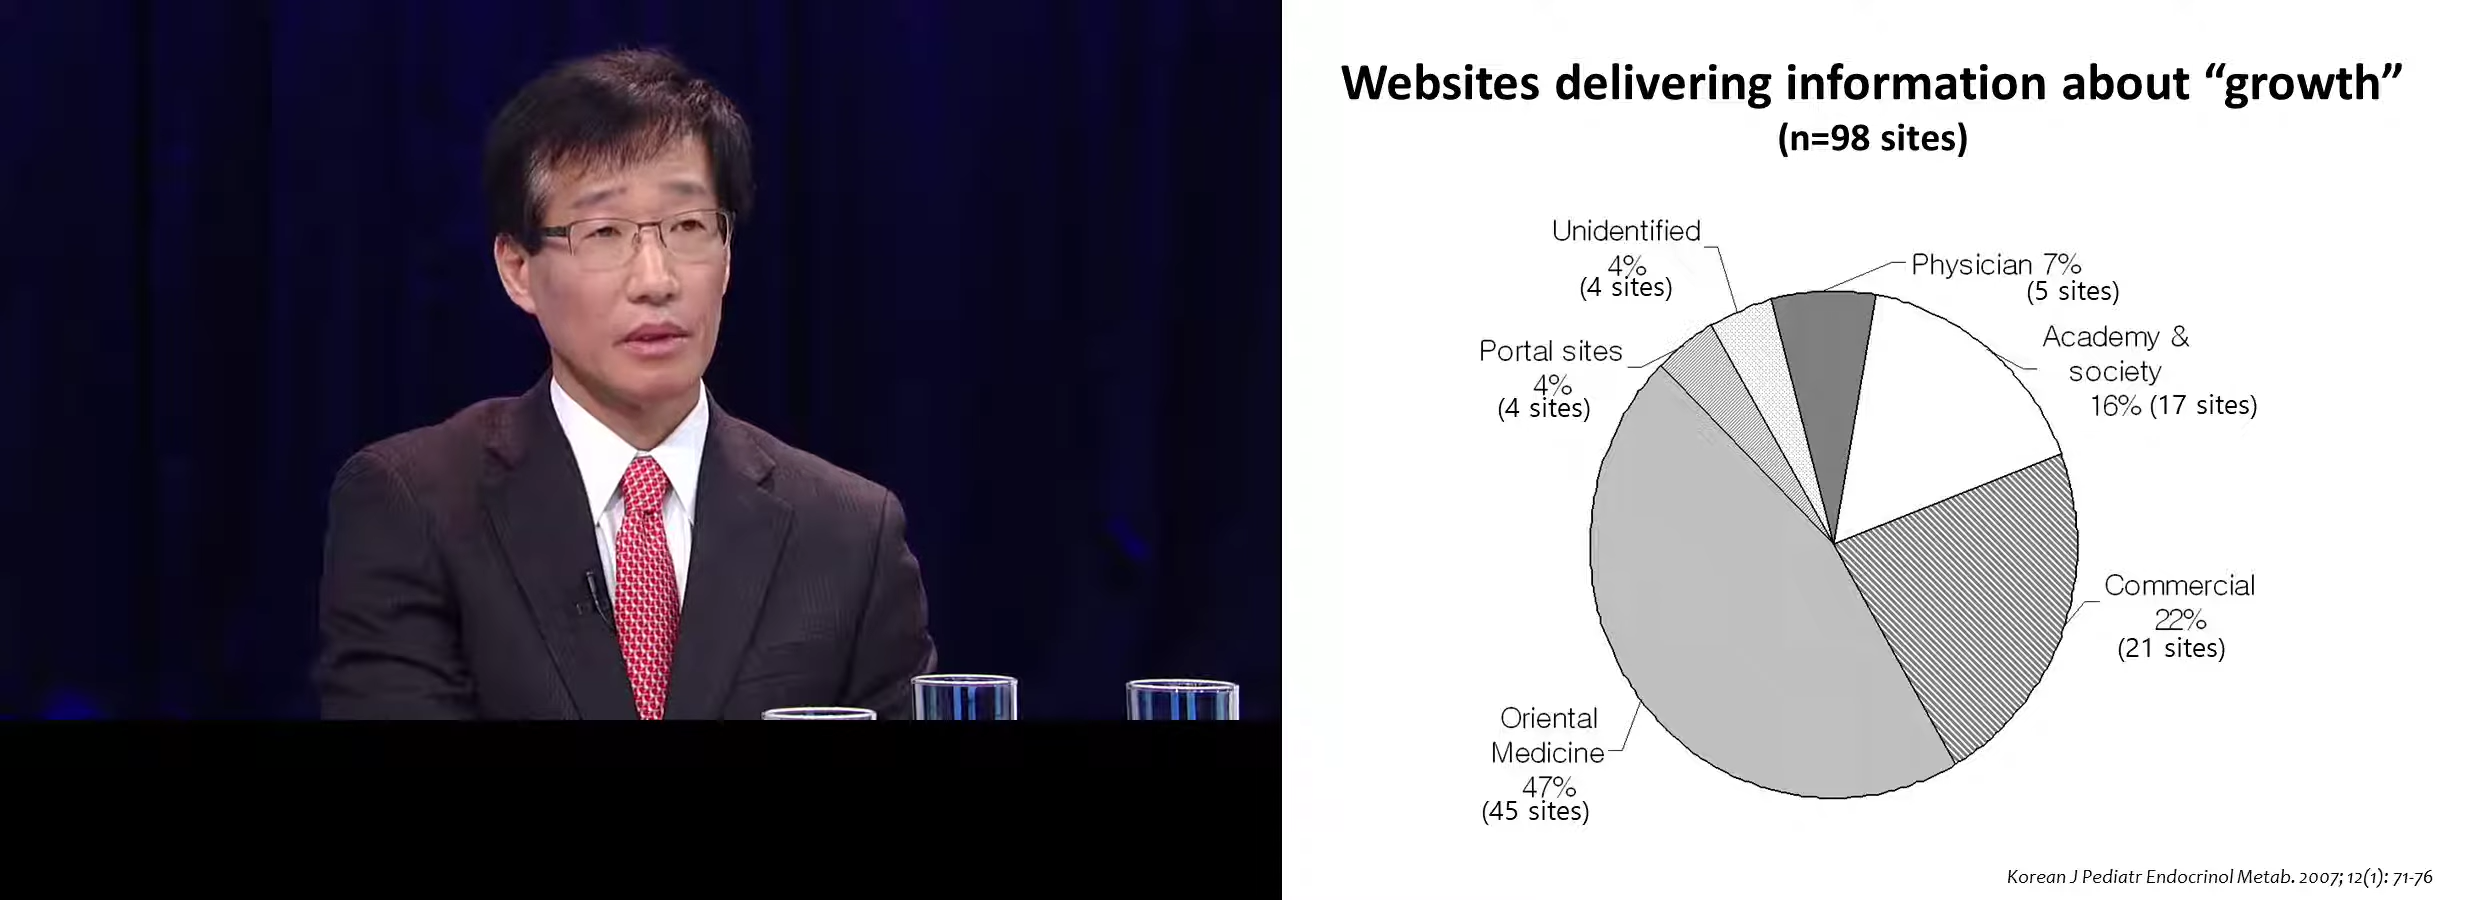 Websites delivering information about “growth”
(n=98 sites)
Unidentified
4%
(4 sites)
Physician 7%
(5 sites)
Portal sites
4%
(4 sites)
Academy &
society
16% (17 sites)
Commercial
22%
(21 sites)
Oriental
Medicine
47%
(45 sites)
Korean J Pediatr Endocrinol Metab. 2007; 12(1): 71-76